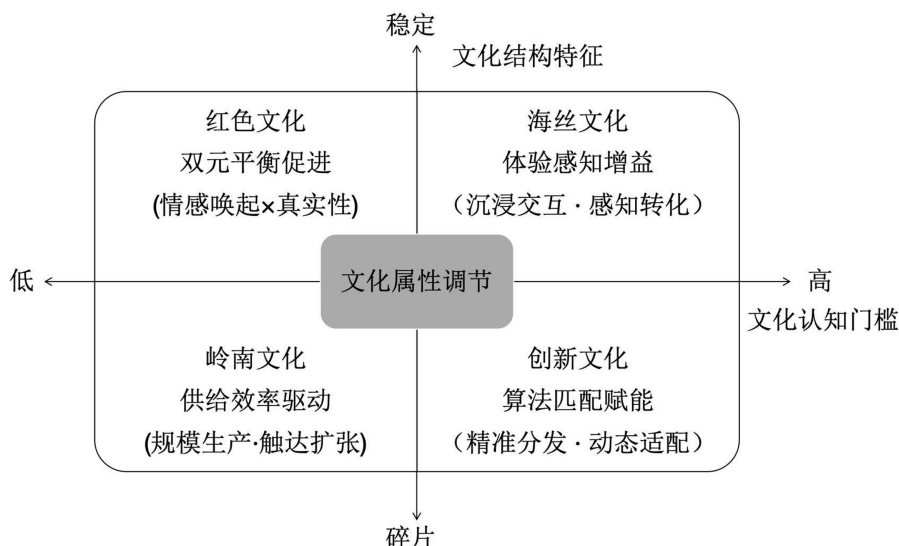 稳定
文化结构特征
红色文化
双元平衡促进
(情感唤起×真实性)
海丝文化
体验感知增益
（沉浸交互·感知转化）
低
文化属性调节
高
文化认知门槛
岭南文化
供给效率驱动
(规模生产·触达扩张)
创新文化
算法匹配赋能
（精准分发·动态适配）
碎片